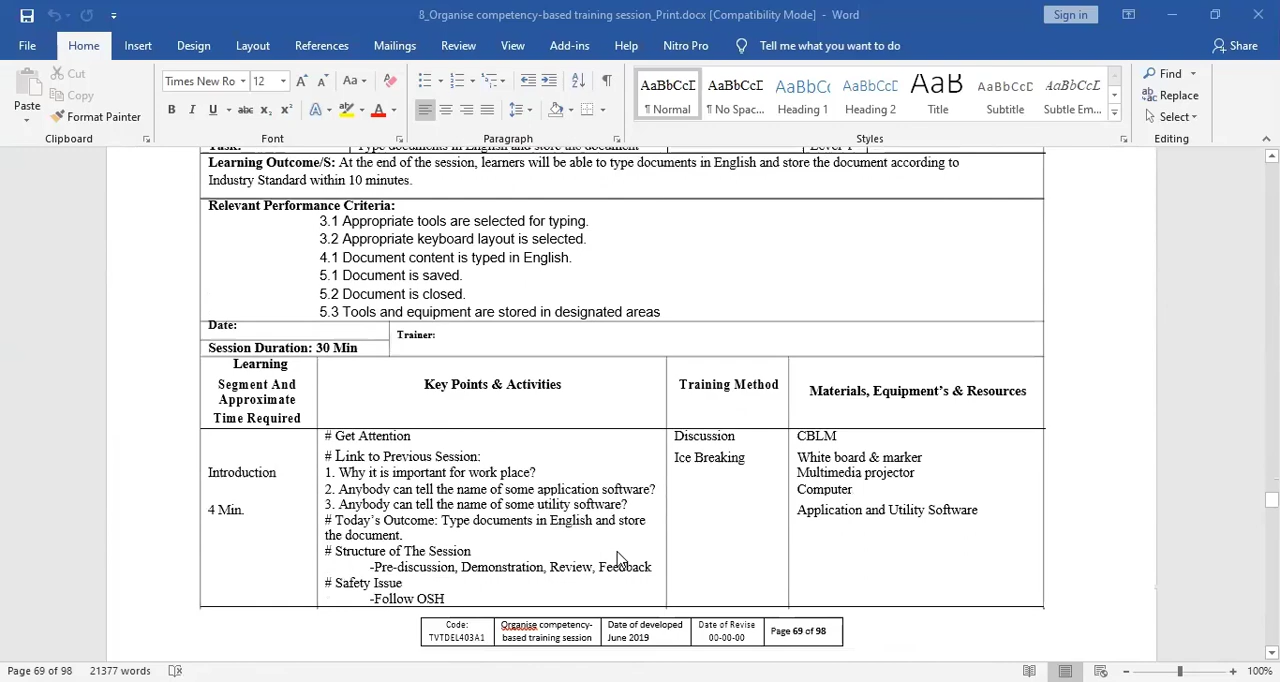 8_Organise competency-based training session_Print.docx [Compatibility Mode] - Word
Sign in
File Home Insert Design Layout References Mailings Review View Add-ins Help Nitro Pro Tell me what you want to do Share
Paste
Cut
Copy
Format Painter
Clipboard
Times New Ro 12
Font
Paragraph
AaBbCcI AaBbCcI AaBbCc AaBbCcI AaB AaBbCcD AaBbCcI
¶ Normal ¶ No Spac... Heading 1 Heading 2 Title Subtitle Subtle Em...
Styles
Find
Replace
Select
Editing
Task: Type documents in English and store the document Level 1
Learning Outcome/S: At the end of the session, learners will be able to type documents in English and store the document according to
Industry Standard within 10 minutes.
Relevant Performance Criteria:
3.1 Appropriate tools are selected for typing.
3.2 Appropriate keyboard layout is selected.
4.1 Document content is typed in English.
5.1 Document is saved.
5.2 Document is closed.
5.3 Tools and equipment are stored in designated areas
Date:
Trainer:
Session Duration: 30 Min
Learning
Segment And
Approximate
Time Required
Key Points & Activities
Training Method
Materials, Equipment's & Resources
Introduction
4 Min.
# Get Attention
# Link to Previous Session:
1. Why it is important for work place?
2. Anybody can tell the name of some application software?
3. Anybody can tell the name of some utility software?
# Today's Outcome: Type documents in English and store
the document.
# Structure of The Session
-Pre-discussion, Demonstration, Review, Feedback
# Safety Issue
-Follow OSH
Discussion
Ice Breaking
CBLM
White board & marker
Multimedia projector
Computer
Application and Utility Software
Code:
TVTDEL403A1
Organise competency-
based training session
Date of developed
June 2019
Date of Revise
00-00-00
Page 69 of 98
Page 69 of 98 21377 words 100%